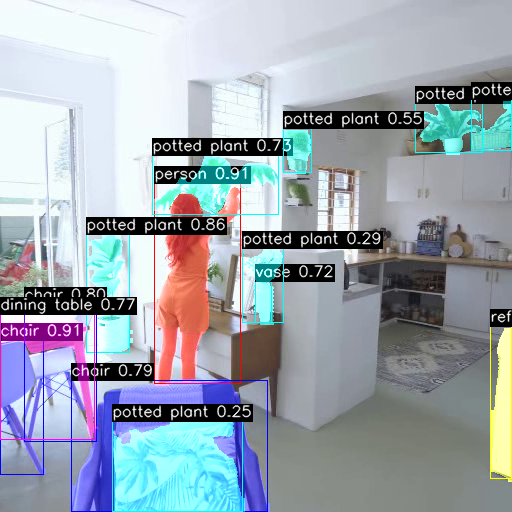 potted
potte
potted plant 0.55
potted plant 0.73
person 0.91
potted plant 0.86
potted plant 0.29
vase 0.72
chair 0.80
dining table 0.77
ref
chair 0.91
chair 0.79
potted plant 0.25